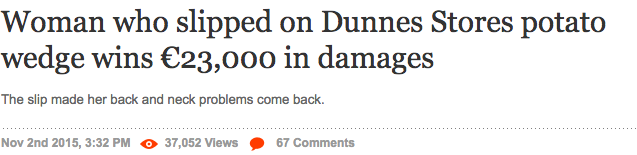 Woman who slipped on Dunnes Stores potato
wedge wins €23,000 in damages
The slip made her back and neck problems come back.
Nov 2nd 2015, 3:32 PM 37,052 Views 67 Comments